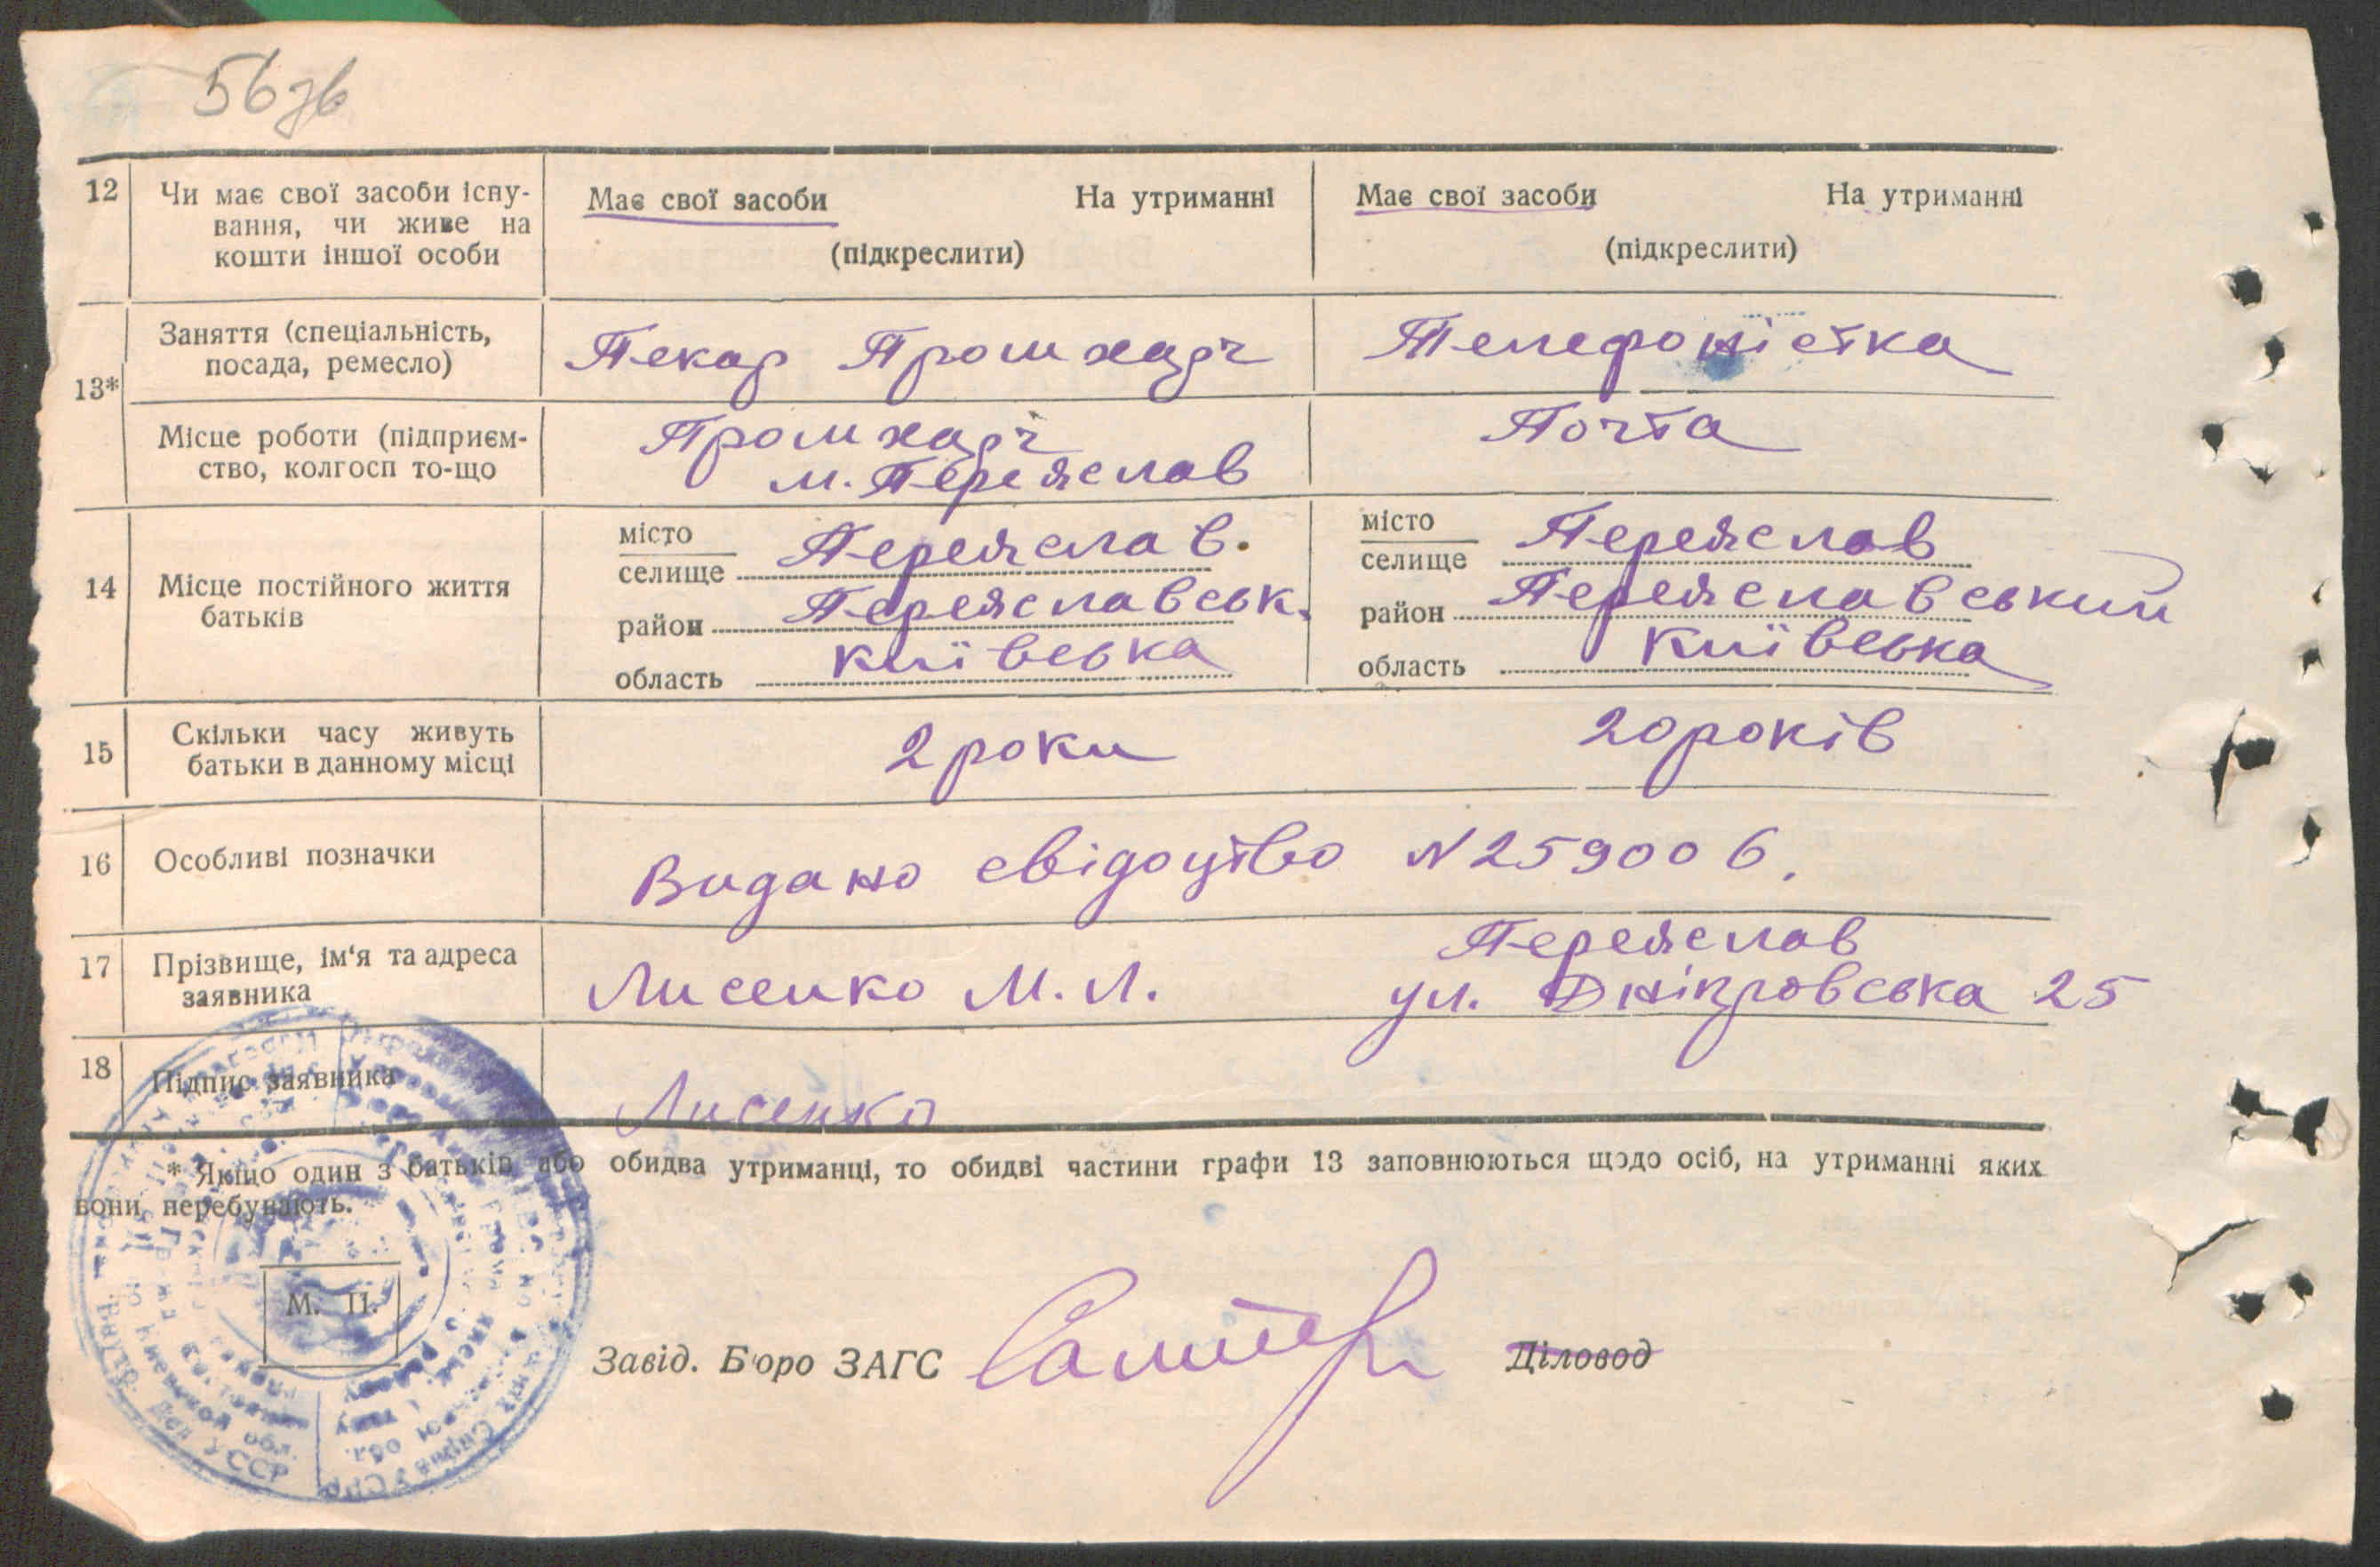 56зв
12 Чи має свої засоби існу-
вання, чи живе на
кошти іншої особи
Має свої засоби На утриманні
(підкреслити)
Має свої засоби На утриманні
(підкреслити)
13*
Заняття (спеціальність,
посада, ремесло)
Пекар Промхарч
Телефоністка
Місце роботи (підприєм-
ство, колгосп то-що
Промхарч
м. Переяслав
Почта
14 Місце постійного життя
батьків
місто
селище Переяслав.
район Переяславськ.
область Київська
місто
селище Переяслав
район Переяславський
область Київська
15 Скільки часу живуть
батьки в данному місці
2 роки
20 років
16 Особливі позначки
Видано свідоцтво N 259006.
17 Прізвище, ім'я та адреса
заявника
Лисенко М. Л.
Переяслав
ул. Дніпровська 25
18 Підпис заявника
Лисенко
* Якщо один з батьків або обидва утриманці, то обидві частини графи 13 заповнюються щодо осіб, на утриманні яких
вони перебувають.
М. П.
Завід. Бюро ЗАГС
Діловод